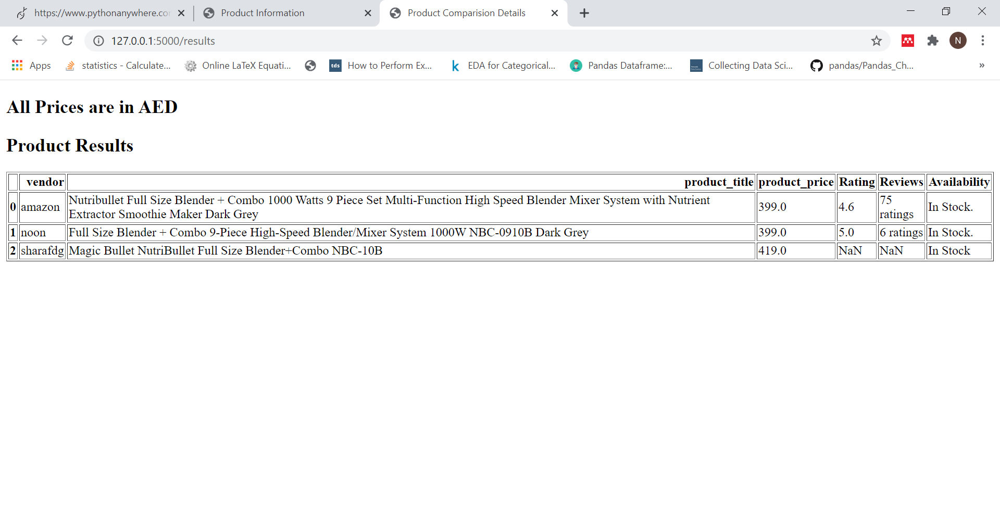 https://www.pythonanywhere.co
Product Information
Product Comparision Details
127.0.0.1:5000/results
N
Apps
statistics - Calculate...
Online LaTeX Equati...
tds
How to Perform Ex...
k
EDA for Categorical...
Pandas Dataframe:...
Collecting Data Sci...
pandas/Pandas_Ch...
»
All Prices are in AED
Product Results
vendor product_title product_price Rating Reviews Availability
0 amazon Nutribullet Full Size Blender + Combo 1000 Watts 9 Piece Set Multi-Function High Speed Blender Mixer System with Nutrient
Extractor Smoothie Maker Dark Grey 399.0 4.6 75
ratings In Stock.
1 noon Full Size Blender + Combo 9-Piece High-Speed Blender/Mixer System 1000W NBC-0910B Dark Grey 399.0 5.0 6 ratings In Stock.
2 sharafdg Magic Bullet NutriBullet Full Size Blender+Combo NBC-10B 419.0 NaN NaN In Stock